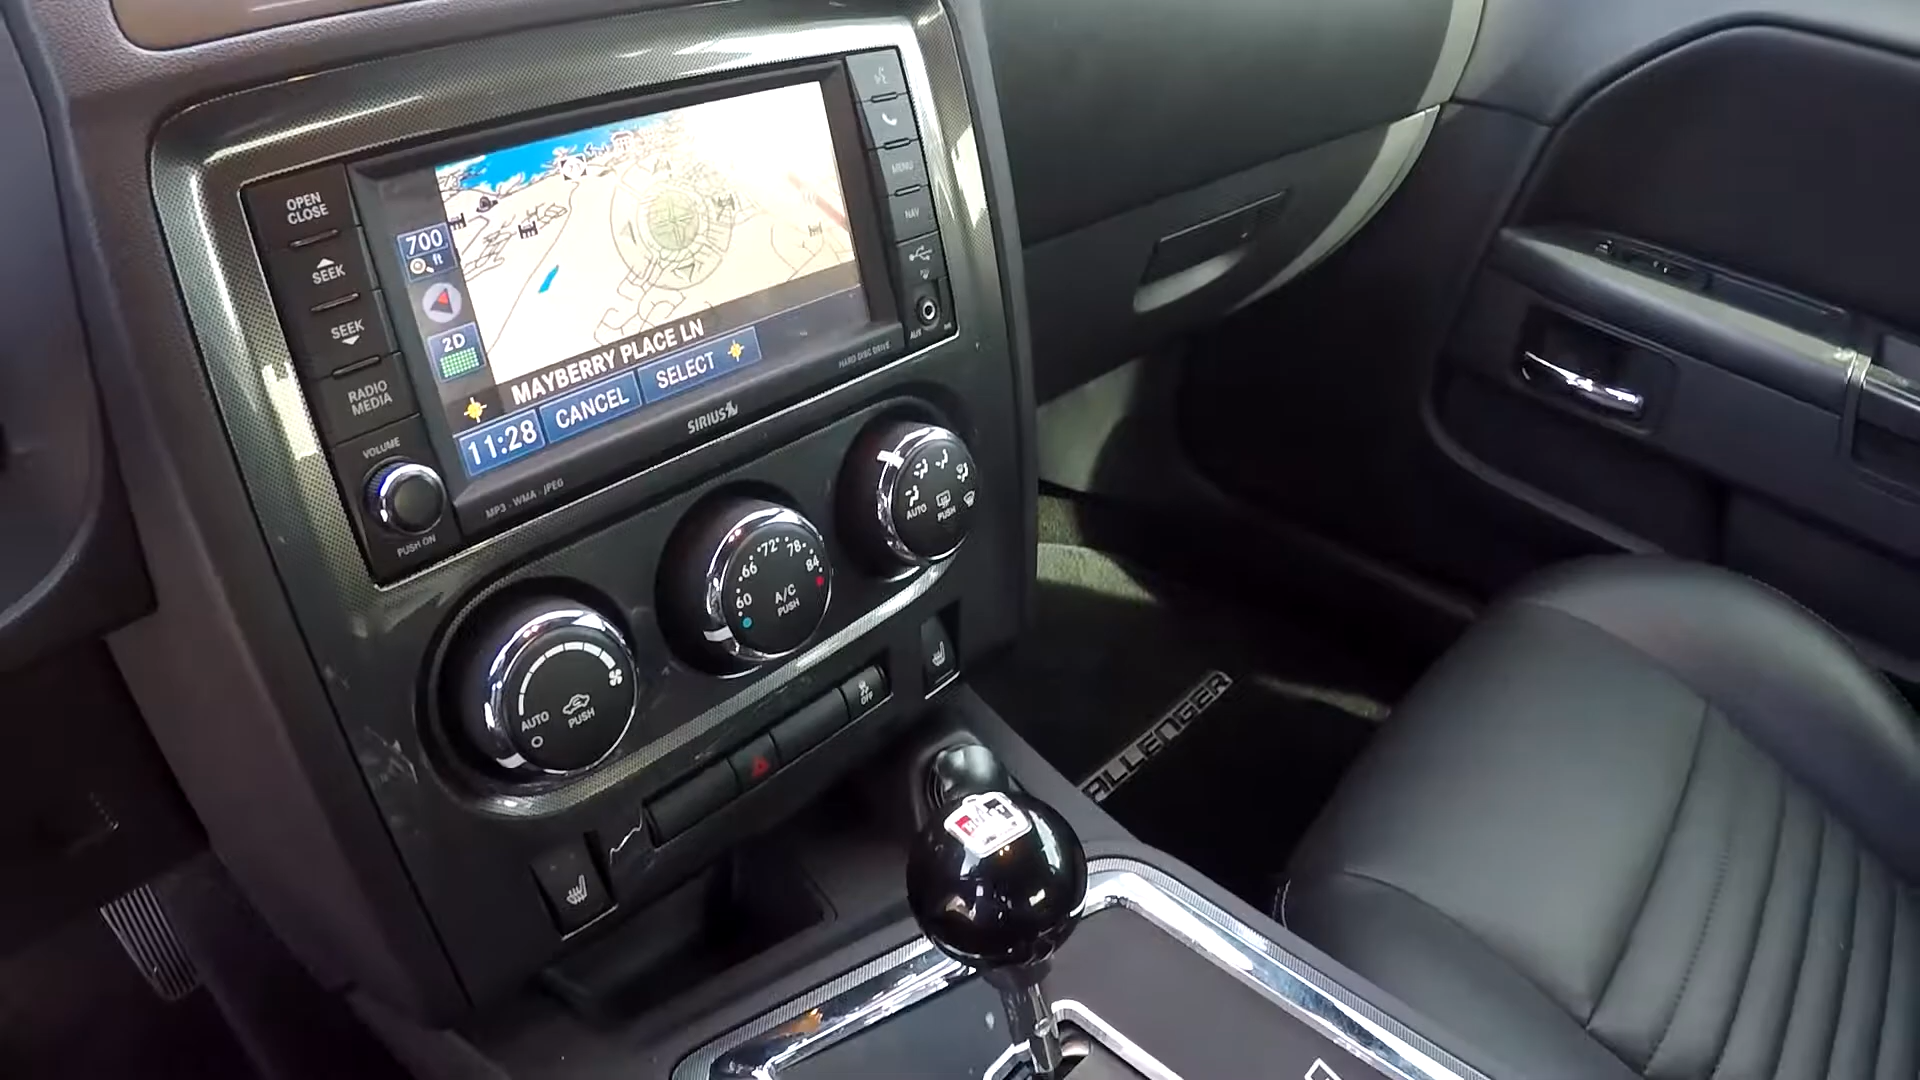 OPEN
CLOSE
SEEK
SEEK
RADIO
MEDIA
VOLUME
PUSH ON
700
ft
2D
MAYBERRY PLACE LN
11:28
CANCEL
SELECT
SIRIUS
HARD DISC DRIVE
MP3 - WMA - JPEG
MENU
NAV
AUX
AUTO
PUSH
60
66
72
78
84
A/C
PUSH
AUTO
PUSH
OFF
ALLENGER